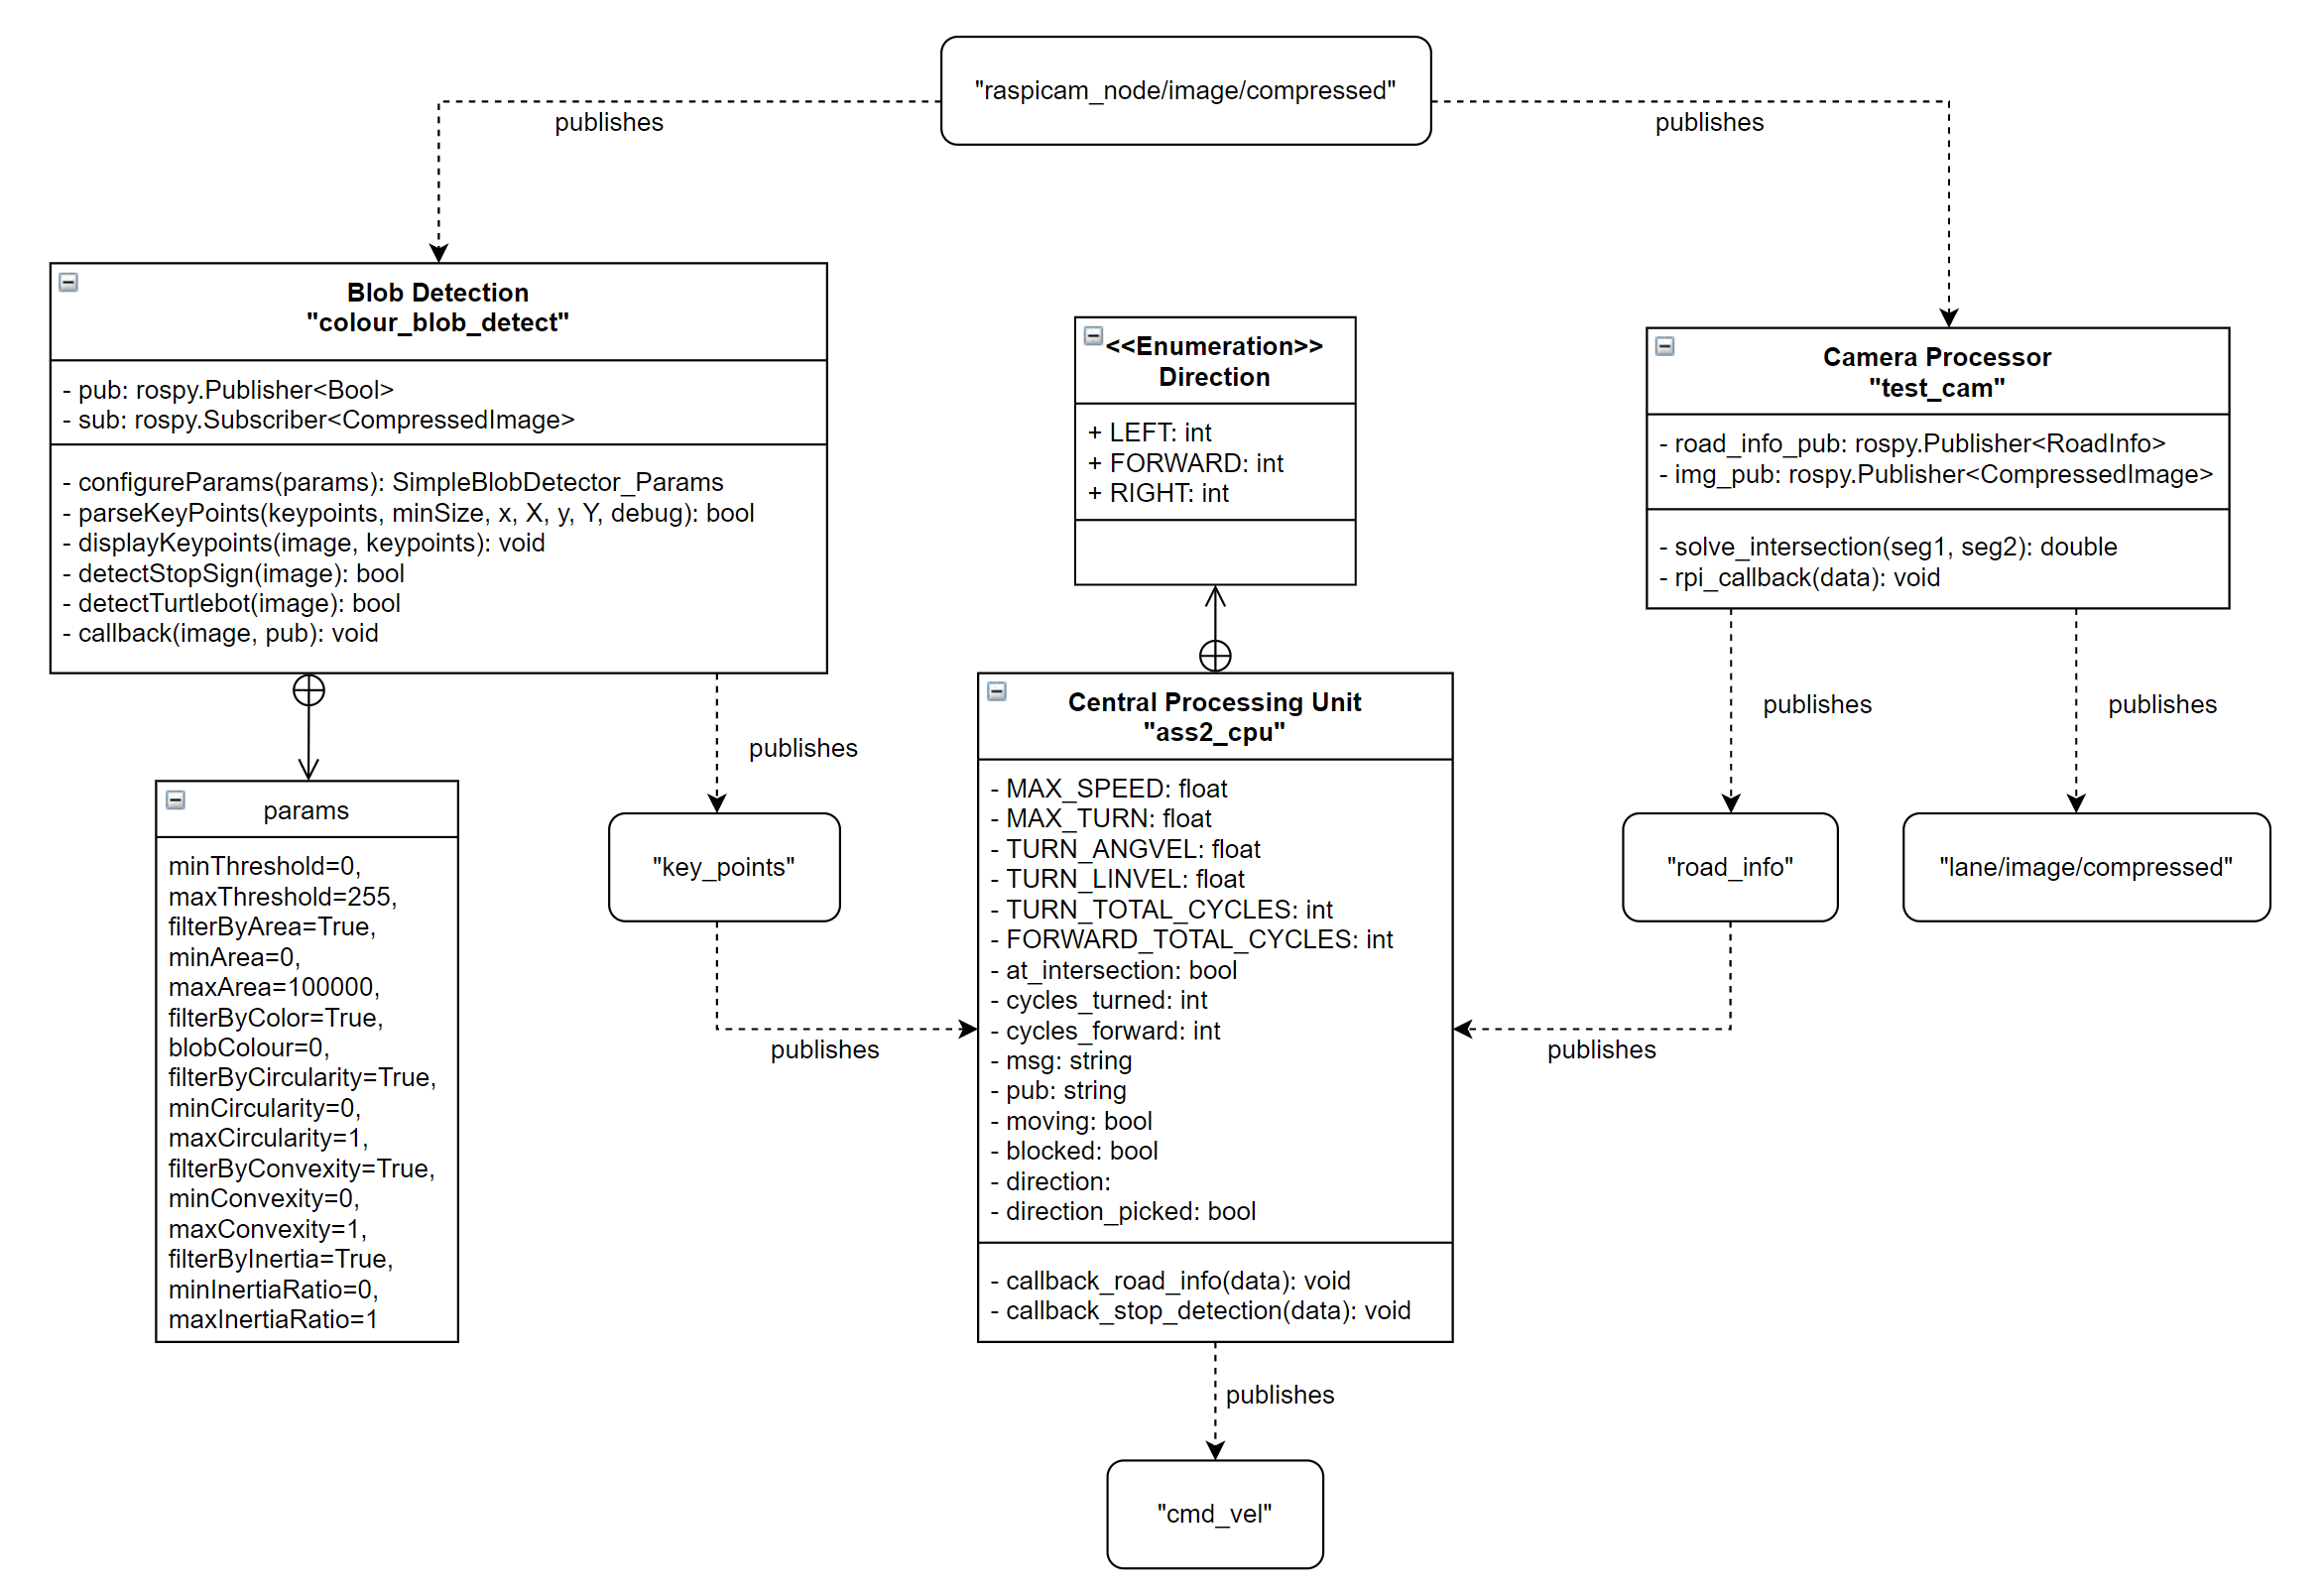 "raspicam_node/image/compressed"
publishes
publishes
Blob Detection
"colour_blob_detect"
- pub: rospy.Publisher<Bool>
- sub: rospy.Subscriber<CompressedImage>
- configureParams(params): SimpleBlobDetector_Params
- parseKeyPoints(keypoints, minSize, x, X, y, Y, debug): bool
- displayKeypoints(image, keypoints): void
- detectStopSign(image): bool
- detectTurtlebot(image): bool
- callback(image, pub): void
<<Enumeration>>
Direction
+ LEFT: int
+ FORWARD: int
+ RIGHT: int
Camera Processor
"test_cam"
- road_info_pub: rospy.Publisher<RoadInfo>
- img_pub: rospy.Publisher<CompressedImage>
- solve_intersection(seg1, seg2): double
- rpi_callback(data): void
publishes
publishes
publishes
params
minThreshold=0,
maxThreshold=255,
filterByArea=True,
minArea=0,
maxArea=100000,
filterByColor=True,
blobColour=0,
filterByCircularity=True,
minCircularity=0,
maxCircularity=1,
filterByConvexity=True,
minConvexity=0,
maxConvexity=1,
filterByInertia=True,
minInertiaRatio=0,
maxInertiaRatio=1
"key_points"
publishes
Central Processing Unit
"ass2_cpu"
- MAX_SPEED: float
- MAX_TURN: float
- TURN_ANGVEL: float
- TURN_LINVEL: float
- TURN_TOTAL_CYCLES: int
- FORWARD_TOTAL_CYCLES: int
- at_intersection: bool
- cycles_turned: int
- cycles_forward: int
- msg: string
- pub: string
- moving: bool
- blocked: bool
- direction:
- direction_picked: bool
- callback_road_info(data): void
- callback_stop_detection(data): void
"road_info"
"lane/image/compressed"
publishes
publishes
"cmd_vel"